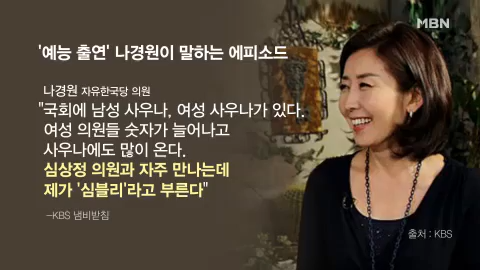 MBN
'예능 출연' 나경원이 말하는 에피소드
나경원 자유한국당 의원
"국회에 남성 사우나, 여성 사우나가 있다.
여성 의원들 숫자가 늘어나고
사우나에도 많이 온다.
심상정 의원과 자주 만나는데
제가 '심블리'라고 부른다"
–KBS 냄비받침
출처 : KBS